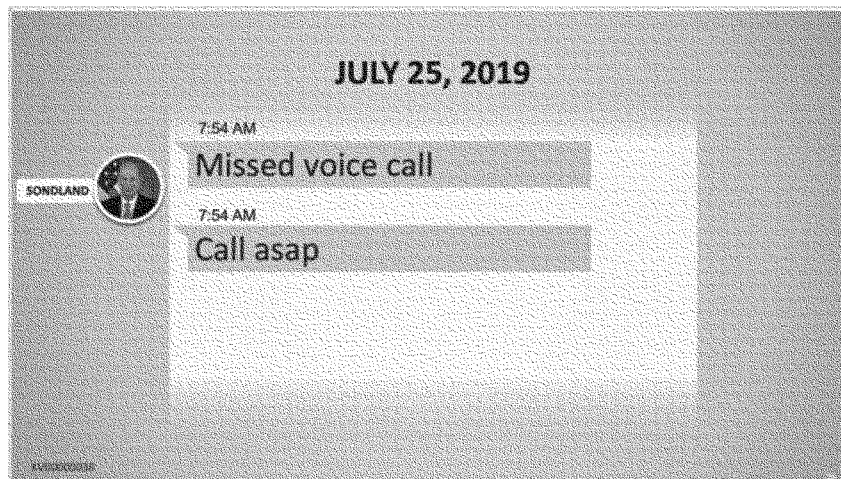 JULY 25, 2019
7:54 AM
Missed voice call
SONDLAND
7:54 AM
Call asap